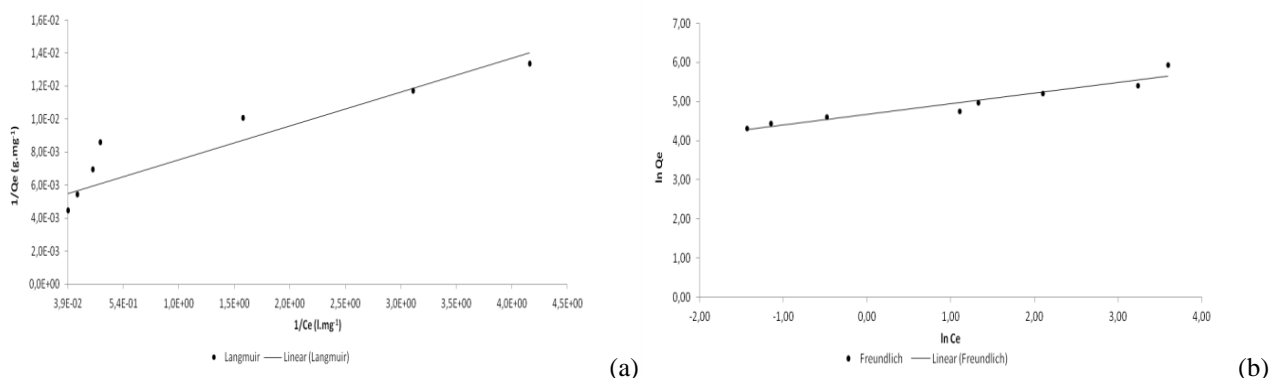 1,6E-02
1,4E-02
1,2E-02
1,0E-02
8,0E-03
6,0E-03
4,0E-03
2,0E-03
0,0E+00
1/Qe (g.mg⁻¹)
3,9E-02 5,4E-01 1,0E+00 1,5E+00 2,0E+00 2,5E+00 3,0E+00 3,5E+00 4,0E+00 4,5E+00
1/Ce (l.mg⁻¹)
Langmuir Linear (Langmuir)
(a)
7,00
6,00
5,00
4,00
3,00
2,00
1,00
0,00
ln Qe
-2,00 -1,00 0,00 1,00 2,00 3,00 4,00
ln Ce
Freundlich Linear (Freundlich)
(b)